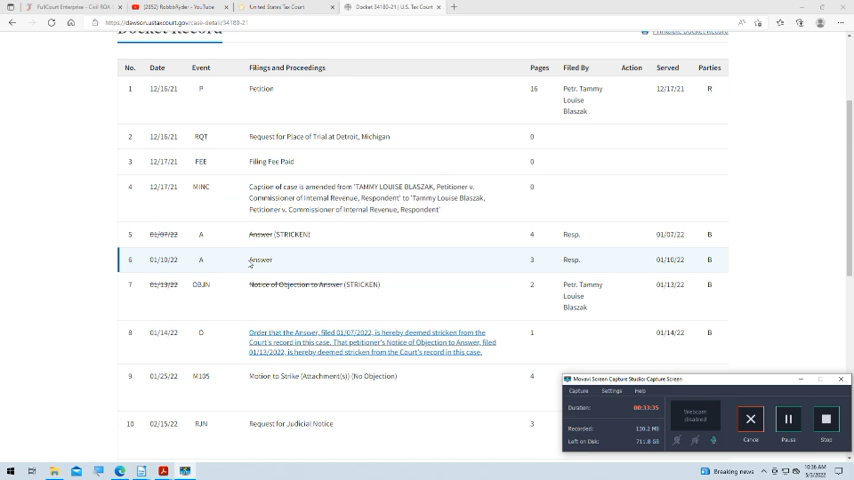 FullCourt Enterprise - Civil ROA
(2652) RobboRyder - YouTube
United States Tax Court
Docket 34180-21 | U.S. Tax Court
https://dawson.ustaxcourt.gov/case-detail/34180-21
Docket Record
Printable Docket Record
No. Date Event Filings and Proceedings Pages Filed By Action Served Parties
1 12/16/21 P Petition 16 Petr. Tammy 12/17/21 R
Louise
Blaszak
2 12/16/21 RQT Request for Place of Trial at Detroit, Michigan 0
3 12/17/21 FEE Filing Fee Paid 0
4 12/17/21 MINC Caption of case is amended from 'TAMMY LOUISE BLASZAK, Petitioner v. 0
Commissioner of Internal Revenue, Respondent' to 'Tammy Louise Blaszak,
Petitioner v. Commissioner of Internal Revenue, Respondent'
5 01/07/22 A Answer (STRICKEN) 4 Resp. 01/07/22 B
6 01/10/22 A Answer 3 Resp. 01/10/22 B
7 01/13/22 OBJN Notice of Objection to Answer (STRICKEN) 2 Petr. Tammy 01/13/22 B
Louise
Blaszak
8 01/14/22 O Order that the Answer, filed 01/07/2022, is hereby deemed stricken from the 1 01/14/22 B
Court's record in this case. That petitioner's Notice of Objection to Answer, filed
01/13/2022, is hereby deemed stricken from the Court's record in this case.
9 01/25/22 M105 Motion to Strike (Attachment(s)) (No Objection) 4
10 02/15/22 RJN Request for Judicial Notice 3
Movavi Screen Capture Studio: Capture Screen
Capture Settings Help
Duration: 00:33:35
Recorded: 130.2 MB
Left on Disk: 711.8 GB
Webcam
disabled
Cancel Pause Stop
Breaking news
10:36 AM
5/3/2022